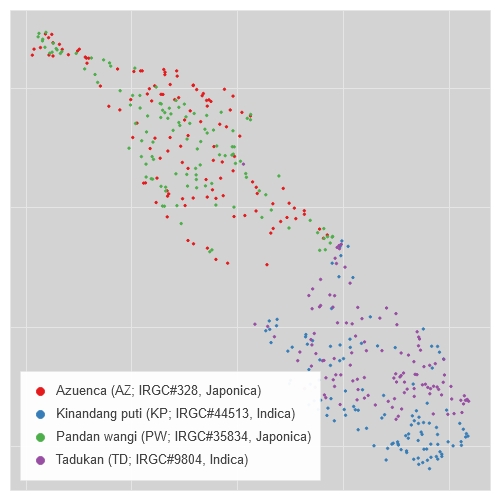 Azuenca (AZ; IRGC#328, Japonica)
Kinandang puti (KP; IRGC#44513, Indica)
Pandan wangi (PW; IRGC#35834, Japonica)
Tadukan (TD; IRGC#9804, Indica)